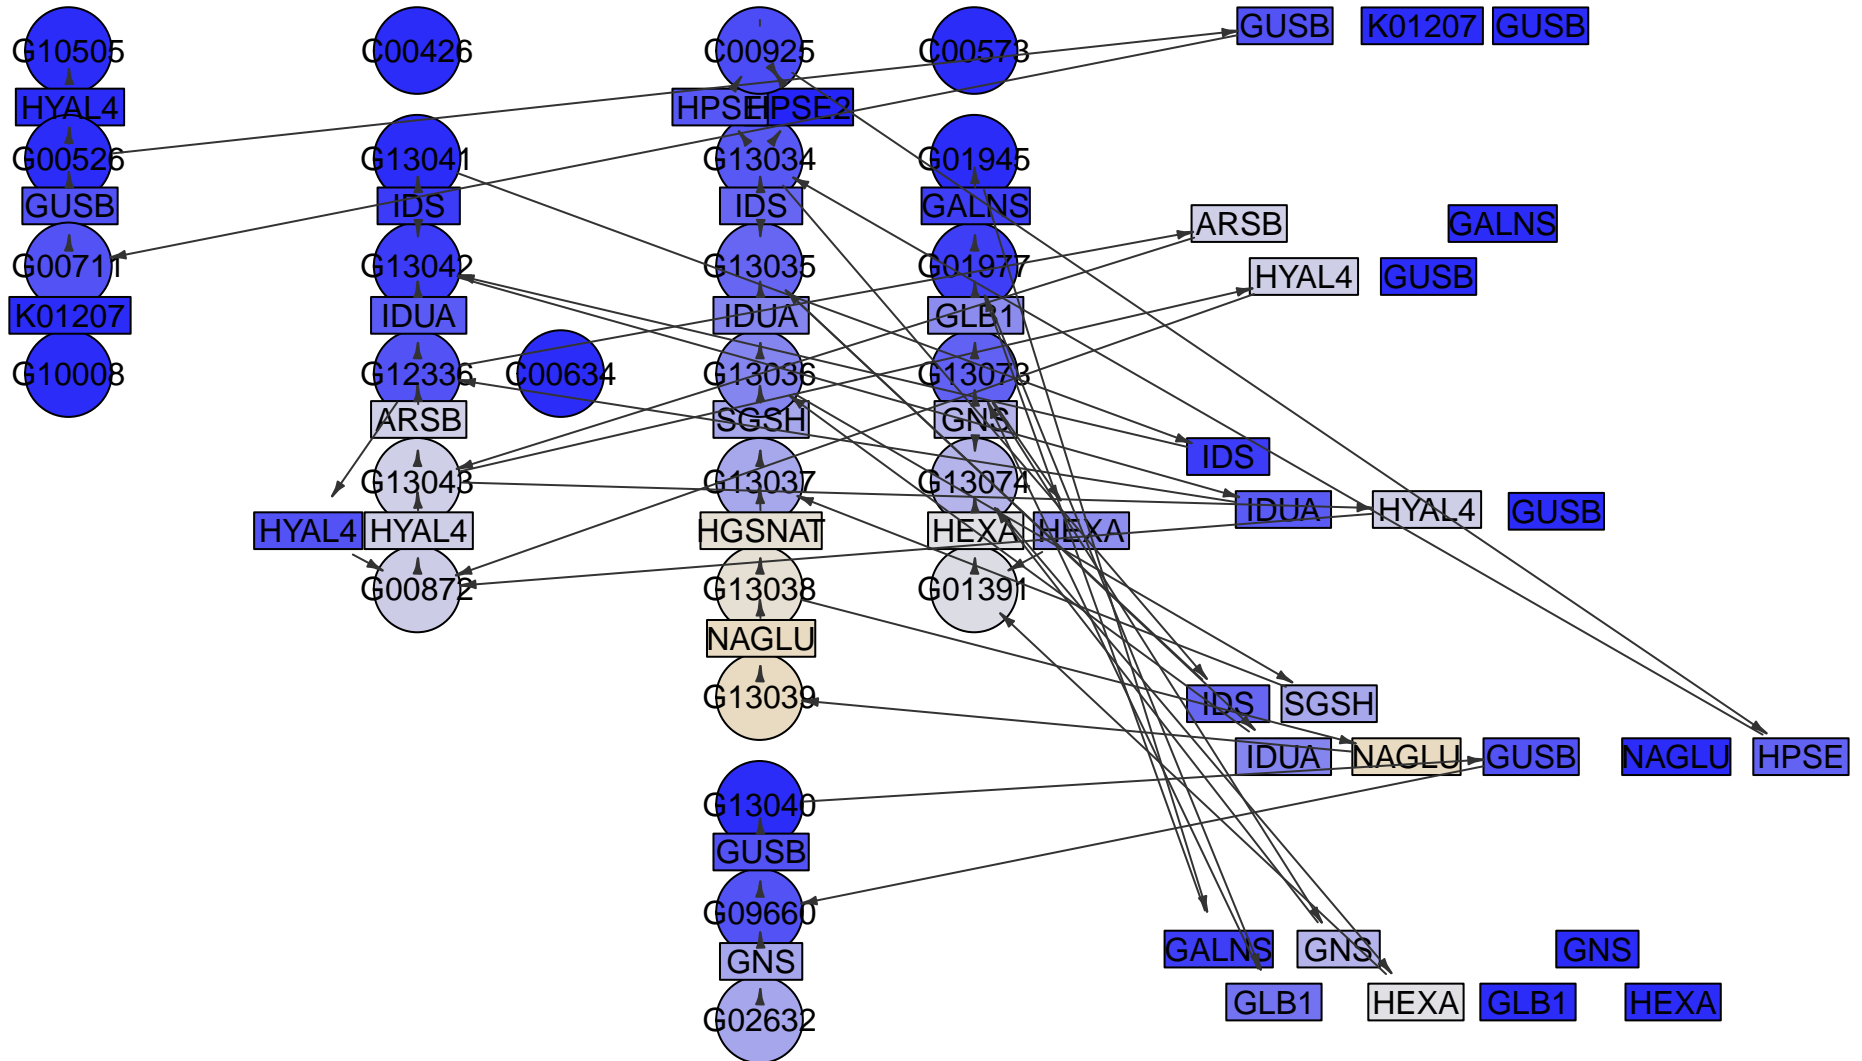 G10505 C00426 C00925 C00573 GUSB K01207 GUSB
HYAL4 HPSE HPSE2
G00526 G13041 G13034 G01945
GUSB IDS IDS GALNS ARSB GALNS
G00711 G13042 G13035 G01977 HYAL4 GUSB
K01207 IDUA IDUA GLB1
G10008 G12336 C00634 G13036 G13073
ARSB SGSH GNS
IDS
G13043 G13037 G13074
IDUA HYAL4 GUSB
HYAL4 HYAL4 HGSNAT HEXA HEXA
G00872 G13038 G01391
NAGLU
G13039 IDS SGSH
IDUA NAGLU GUSB NAGLU HPSE
G13040
GUSB
G09660
GNS GALNS GNS GNS
GLB1 HEXA GLB1 HEXA
G02632